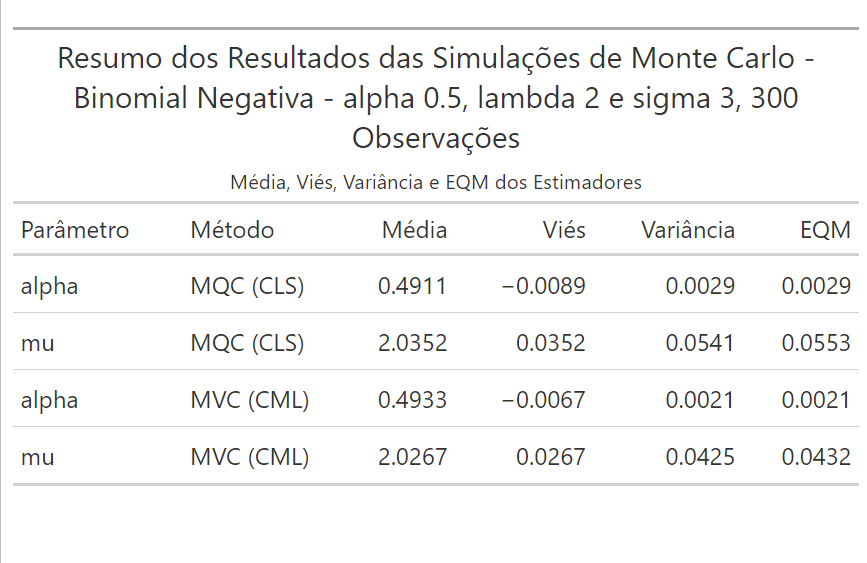 Resumo dos Resultados das Simulações de Monte Carlo -
Binomial Negativa - alpha 0.5, lambda 2 e sigma 3, 300
Observações
Média, Viés, Variância e EQM dos Estimadores
Parâmetro Método Média Viés Variância EQM
alpha MQC (CLS) 0.4911 −0.0089 0.0029 0.0029
mu MQC (CLS) 2.0352 0.0352 0.0541 0.0553
alpha MVC (CML) 0.4933 −0.0067 0.0021 0.0021
mu MVC (CML) 2.0267 0.0267 0.0425 0.0432